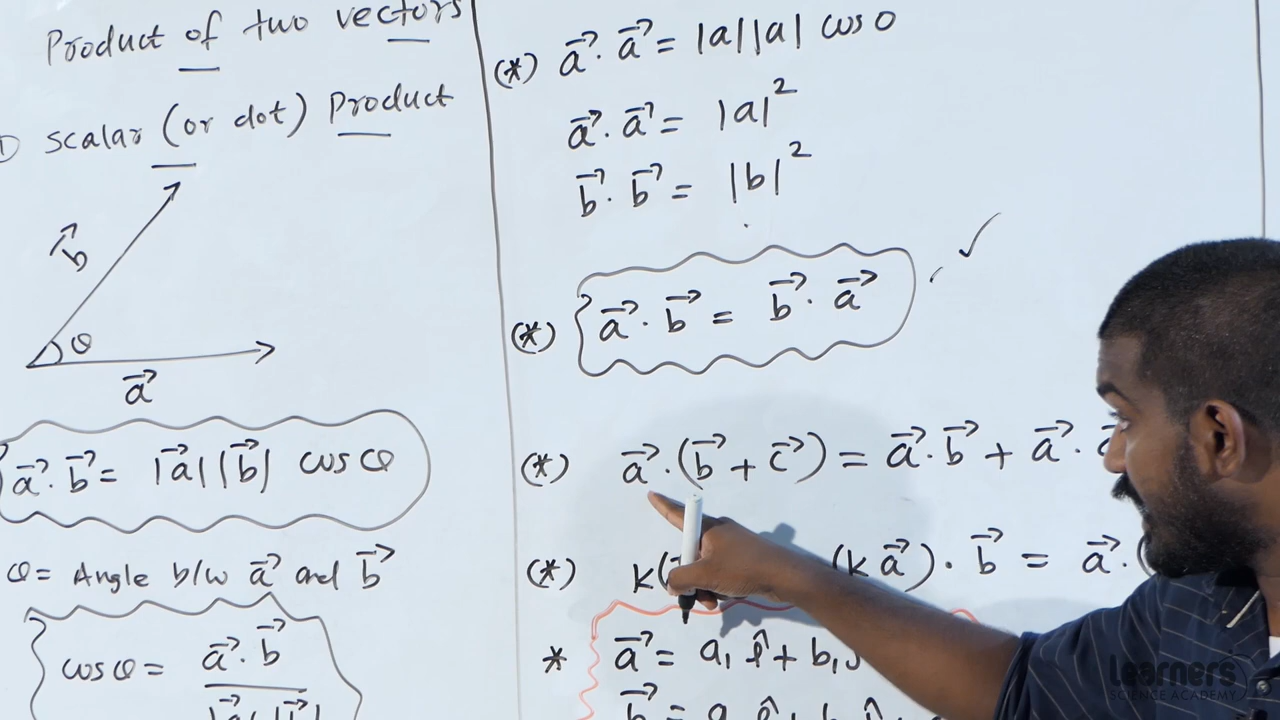 Product of two vectors
① Scalar (or dot) Product
b⃗
θ
a⃗
a⃗ · b⃗ = |a⃗| |b⃗| cos θ
θ = Angle b/w a⃗ and b⃗
cos θ = a⃗ · b⃗ / |a⃗| |b⃗|
(*) a⃗ · a⃗ = |a||a| cos 0
a⃗ · a⃗ = |a|²
b⃗ · b⃗ = |b|²
(*) a⃗ · b⃗ = b⃗ · a⃗ ✓
(*) a⃗ · (b⃗ + c⃗) = a⃗ · b⃗ + a⃗ ·
(*) k( (k a⃗) · b⃗ = a⃗ · (
* a⃗ = a₁ î + b₁
b⃗ =
Learners
SCIENCE ACADEMY